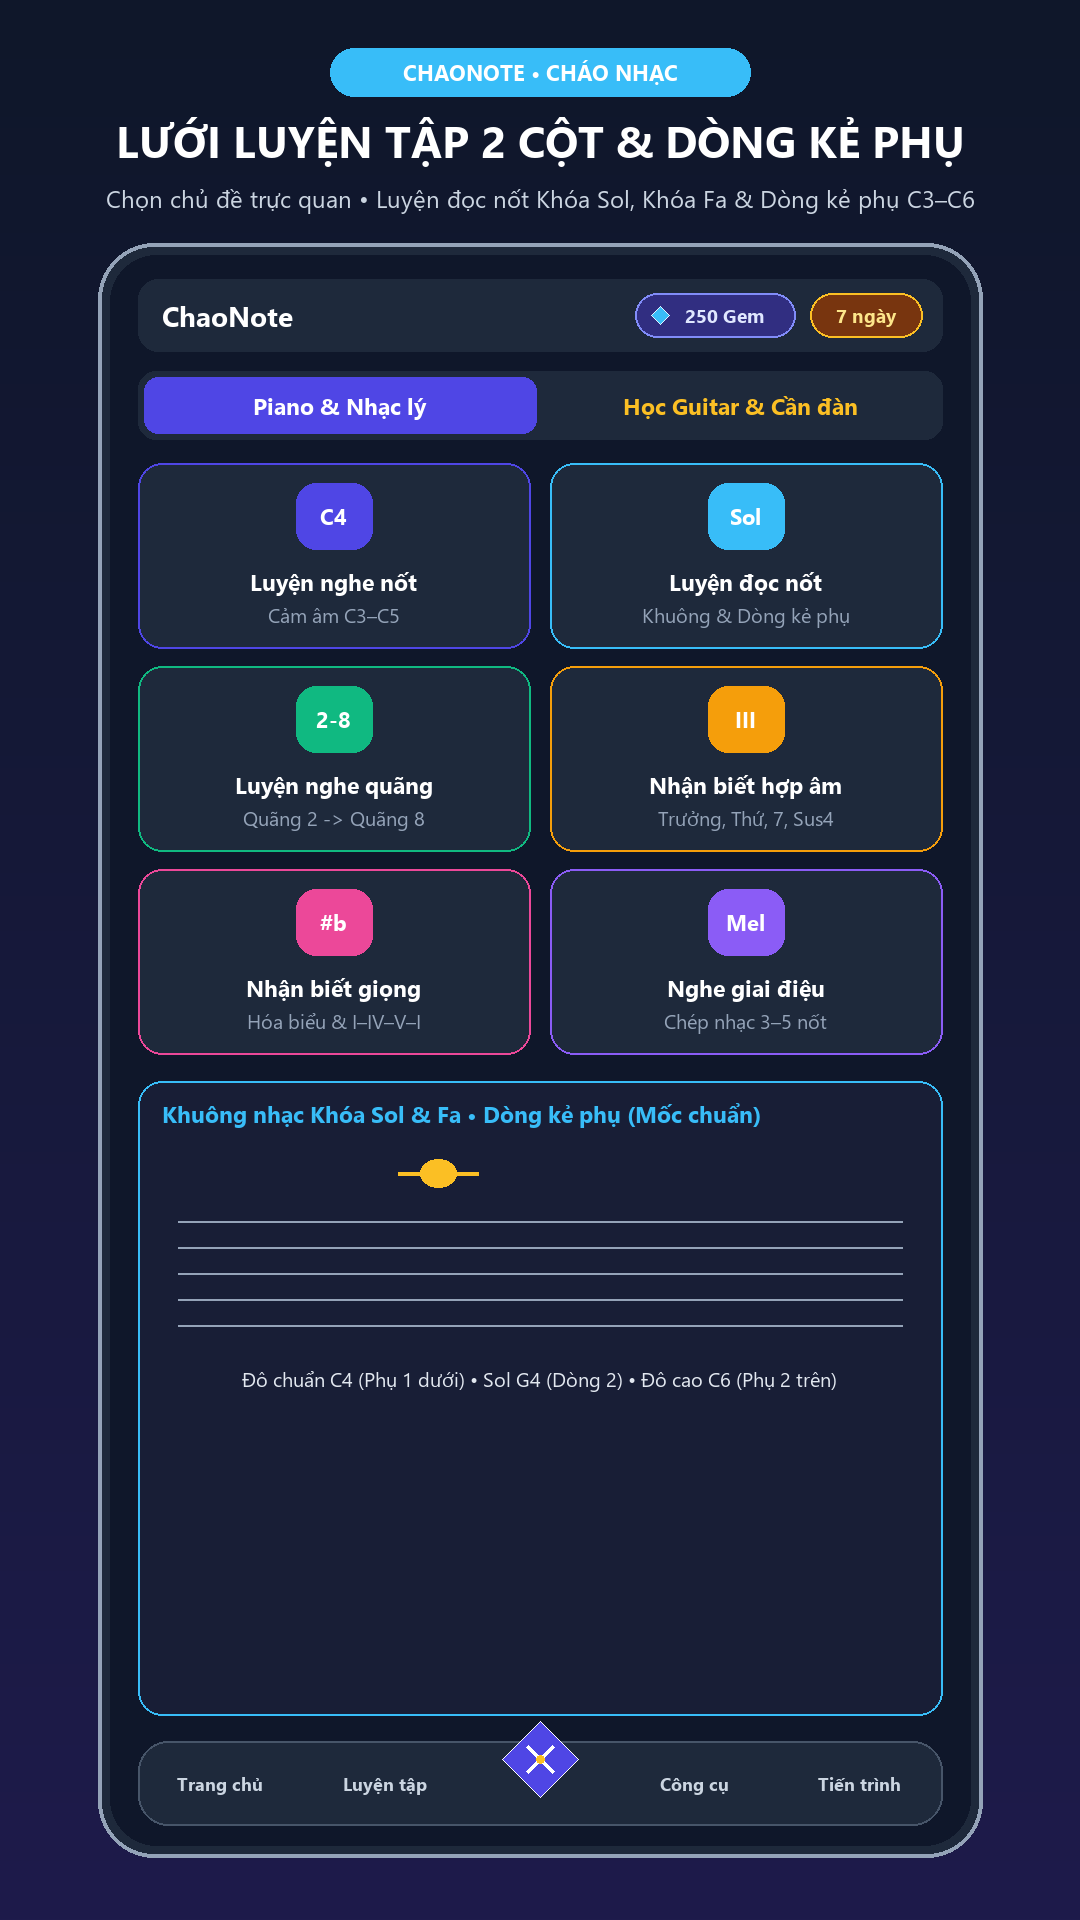 CHAONOTE • CHÁO NHẠC
LƯỚI LUYỆN TẬP 2 CỘT & DÒNG KẺ PHỤ
Chọn chủ đề trực quan • Luyện đọc nốt Khóa Sol, Khóa Fa & Dòng kẻ phụ C3–C6
ChaoNote
250 Gem
7 ngày
Piano & Nhạc lý
Học Guitar & Cần đàn
C4
Luyện nghe nốt
Cảm âm C3–C5
Sol
Luyện đọc nốt
Khuông & Dòng kẻ phụ
2-8
Luyện nghe quãng
Quãng 2 -> Quãng 8
III
Nhận biết hợp âm
Trưởng, Thứ, 7, Sus4
#b
Nhận biết giọng
Hóa biểu & I–IV–V–I
Mel
Nghe giai điệu
Chép nhạc 3–5 nốt
Khuông nhạc Khóa Sol & Fa • Dòng kẻ phụ (Mốc chuẩn)
Đô chuẩn C4 (Phụ 1 dưới) • Sol G4 (Dòng 2) • Đô cao C6 (Phụ 2 trên)
Trang chủ
Luyện tập
Công cụ
Tiến trình